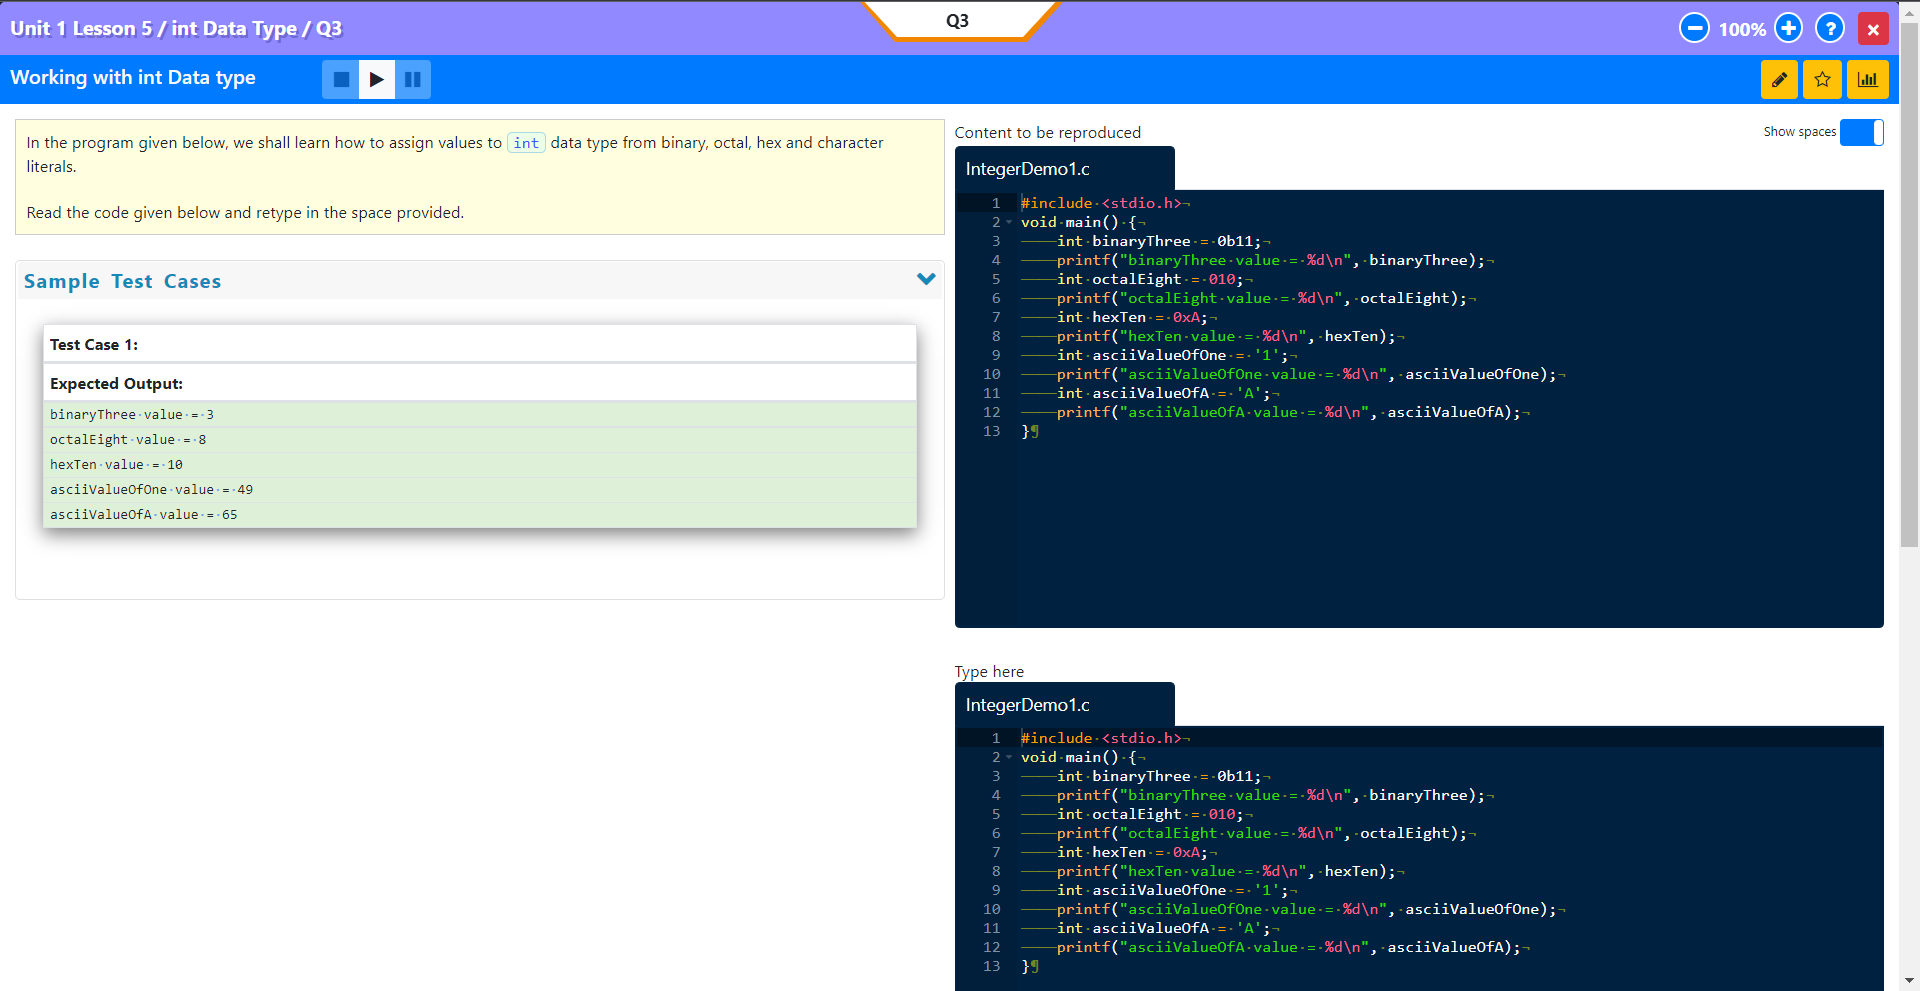 Unit 1 Lesson 5 / int Data Type / Q3
Q3
100%
?
Working with int Data type
In the program given below, we shall learn how to assign values to int data type from binary, octal, hex and character
literals.
Read the code given below and retype in the space provided.
Sample Test Cases
Test Case 1:
Expected Output:
binaryThree·value·=·3
octalEight·value·=·8
hexTen·value·=·10
asciiValueOfOne·value·=·49
asciiValueOfA·value·=·65
Content to be reproduced
Show spaces
IntegerDemo1.c
1 #include·<stdio.h>¬
2 void·main()·{¬
3 ————int·binaryThree·=·0b11;¬
4 ————printf("binaryThree·value·=·%d\n",·binaryThree);¬
5 ————int·octalEight·=·010;¬
6 ————printf("octalEight·value·=·%d\n",·octalEight);¬
7 ————int·hexTen·=·0xA;¬
8 ————printf("hexTen·value·=·%d\n",·hexTen);¬
9 ————int·asciiValueOfOne·=·'1';¬
10 ————printf("asciiValueOfOne·value·=·%d\n",·asciiValueOfOne);¬
11 ————int·asciiValueOfA·=·'A';¬
12 ————printf("asciiValueOfA·value·=·%d\n",·asciiValueOfA);¬
13 }¶
Type here
IntegerDemo1.c
1 #include·<stdio.h>¬
2 void·main()·{¬
3 ————int·binaryThree·=·0b11;¬
4 ————printf("binaryThree·value·=·%d\n",·binaryThree);¬
5 ————int·octalEight·=·010;¬
6 ————printf("octalEight·value·=·%d\n",·octalEight);¬
7 ————int·hexTen·=·0xA;¬
8 ————printf("hexTen·value·=·%d\n",·hexTen);¬
9 ————int·asciiValueOfOne·=·'1';¬
10 ————printf("asciiValueOfOne·value·=·%d\n",·asciiValueOfOne);¬
11 ————int·asciiValueOfA·=·'A';¬
12 ————printf("asciiValueOfA·value·=·%d\n",·asciiValueOfA);¬
13 }¶